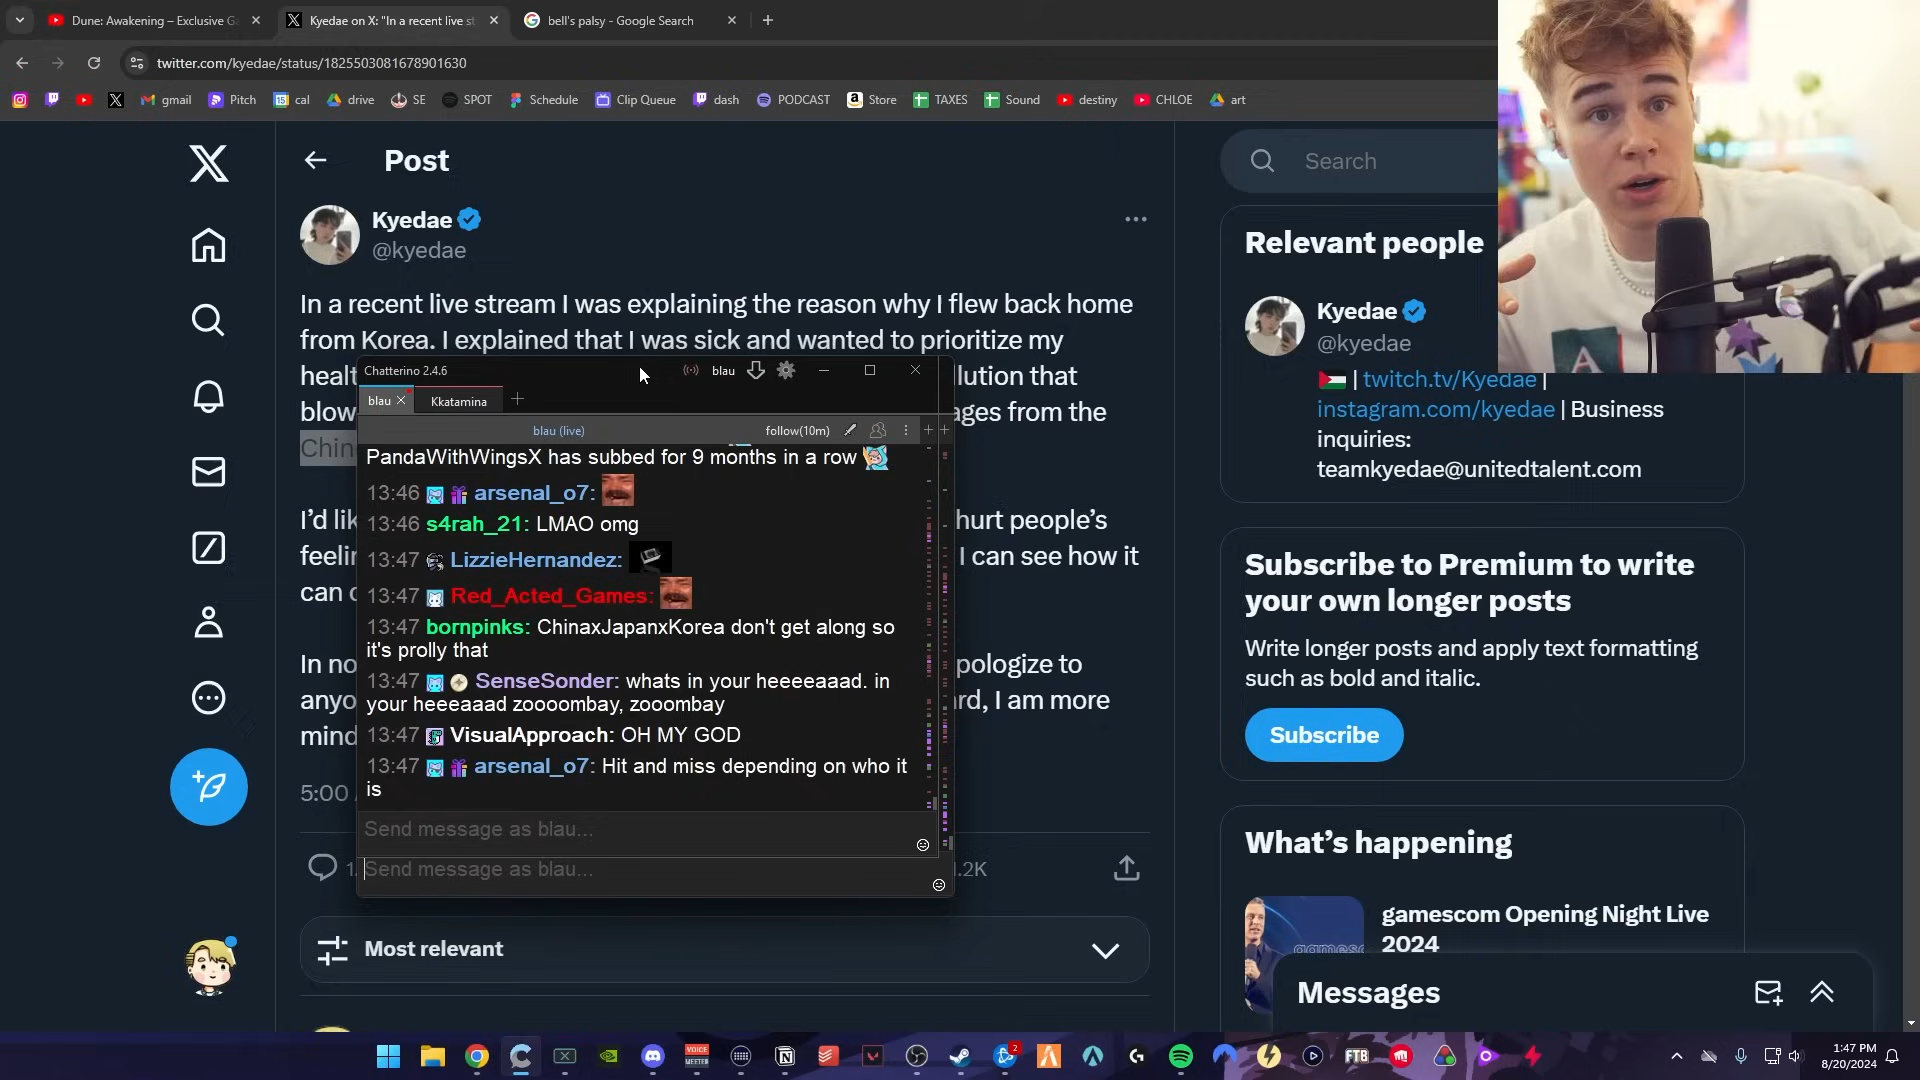 Dune: Awakening – Exclusive G
Kyedae on X: "In a recent live st
bell's palsy - Google Search
twitter.com/kyedae/status/1825503081678901630
gmail
Pitch
cal
drive
SE
SPOT
Schedule
Clip Queue
dash
PODCAST
Store
TAXES
Sound
destiny
CHLOE
art
Post
Kyedae
@kyedae
In a recent live stream I was explaining the reason why I flew back home
from Korea. I explained that I was sick and wanted to prioritize my
healt
lution that
blow
ages from the
Chin
I'd lik
hurt people's
feelin
I can see how it
can
In no
pologize to
anyo
rd, I am more
mind
5:00
1.
.2K
Most relevant
Chatterino 2.4.6
blau
blau
Kkatamina
blau (live)
follow(10m)
PandaWithWingsX has subbed for 9 months in a row
13:46 arsenal_o7:
13:46 s4rah_21: LMAO omg
13:47 LizzieHernandez:
13:47 Red_Acted_Games:
13:47 bornpinks: ChinaxJapanxKorea don't get along so
it's prolly that
13:47 SenseSonder: whats in your heeeeaaad. in
your heeeaaad zoooombay, zooombay
13:47 VisualApproach: OH MY GOD
13:47 arsenal_o7: Hit and miss depending on who it
is
Send message as blau...
Send message as blau...
Search
Relevant people
Kyedae
@kyedae
| twitch.tv/Kyedae |
instagram.com/kyedae | Business
inquiries:
teamkyedae@unitedtalent.com
Subscribe to Premium to write
your own longer posts
Write longer posts and apply text formatting
such as bold and italic.
Subscribe
What's happening
gamescom Opening Night Live
2024
Messages
VOICE
MEETER
2
FTB
1:47 PM
8/20/2024